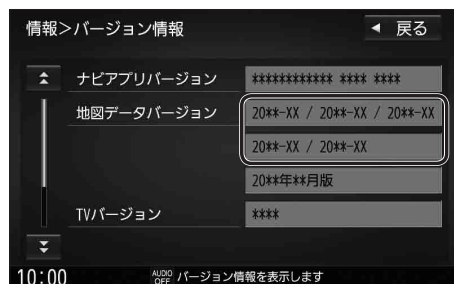 情報>バージョン情報
戻る
ナビアプリバージョン
************ **** ****
地図データバージョン
20**-XX / 20**-XX / 20**-XX
20**-XX / 20**-XX
20**年**月版
TVバージョン
****
10:00
AUDIO OFF バージョン情報を表示します